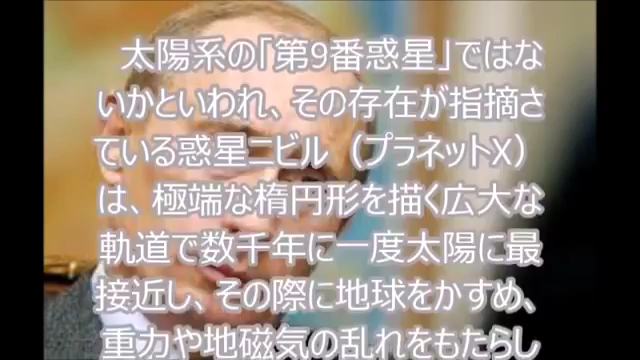 太陽系の「第9番惑星」ではな
いかといわれ、その存在が指摘さ
ている惑星ニビル（プラネットX）
は、極端な楕円形を描く広大な
軌道で数千年に一度太陽に最
接近し、その際に地球をかすめ、
重力や地磁気の乱れをもたらし